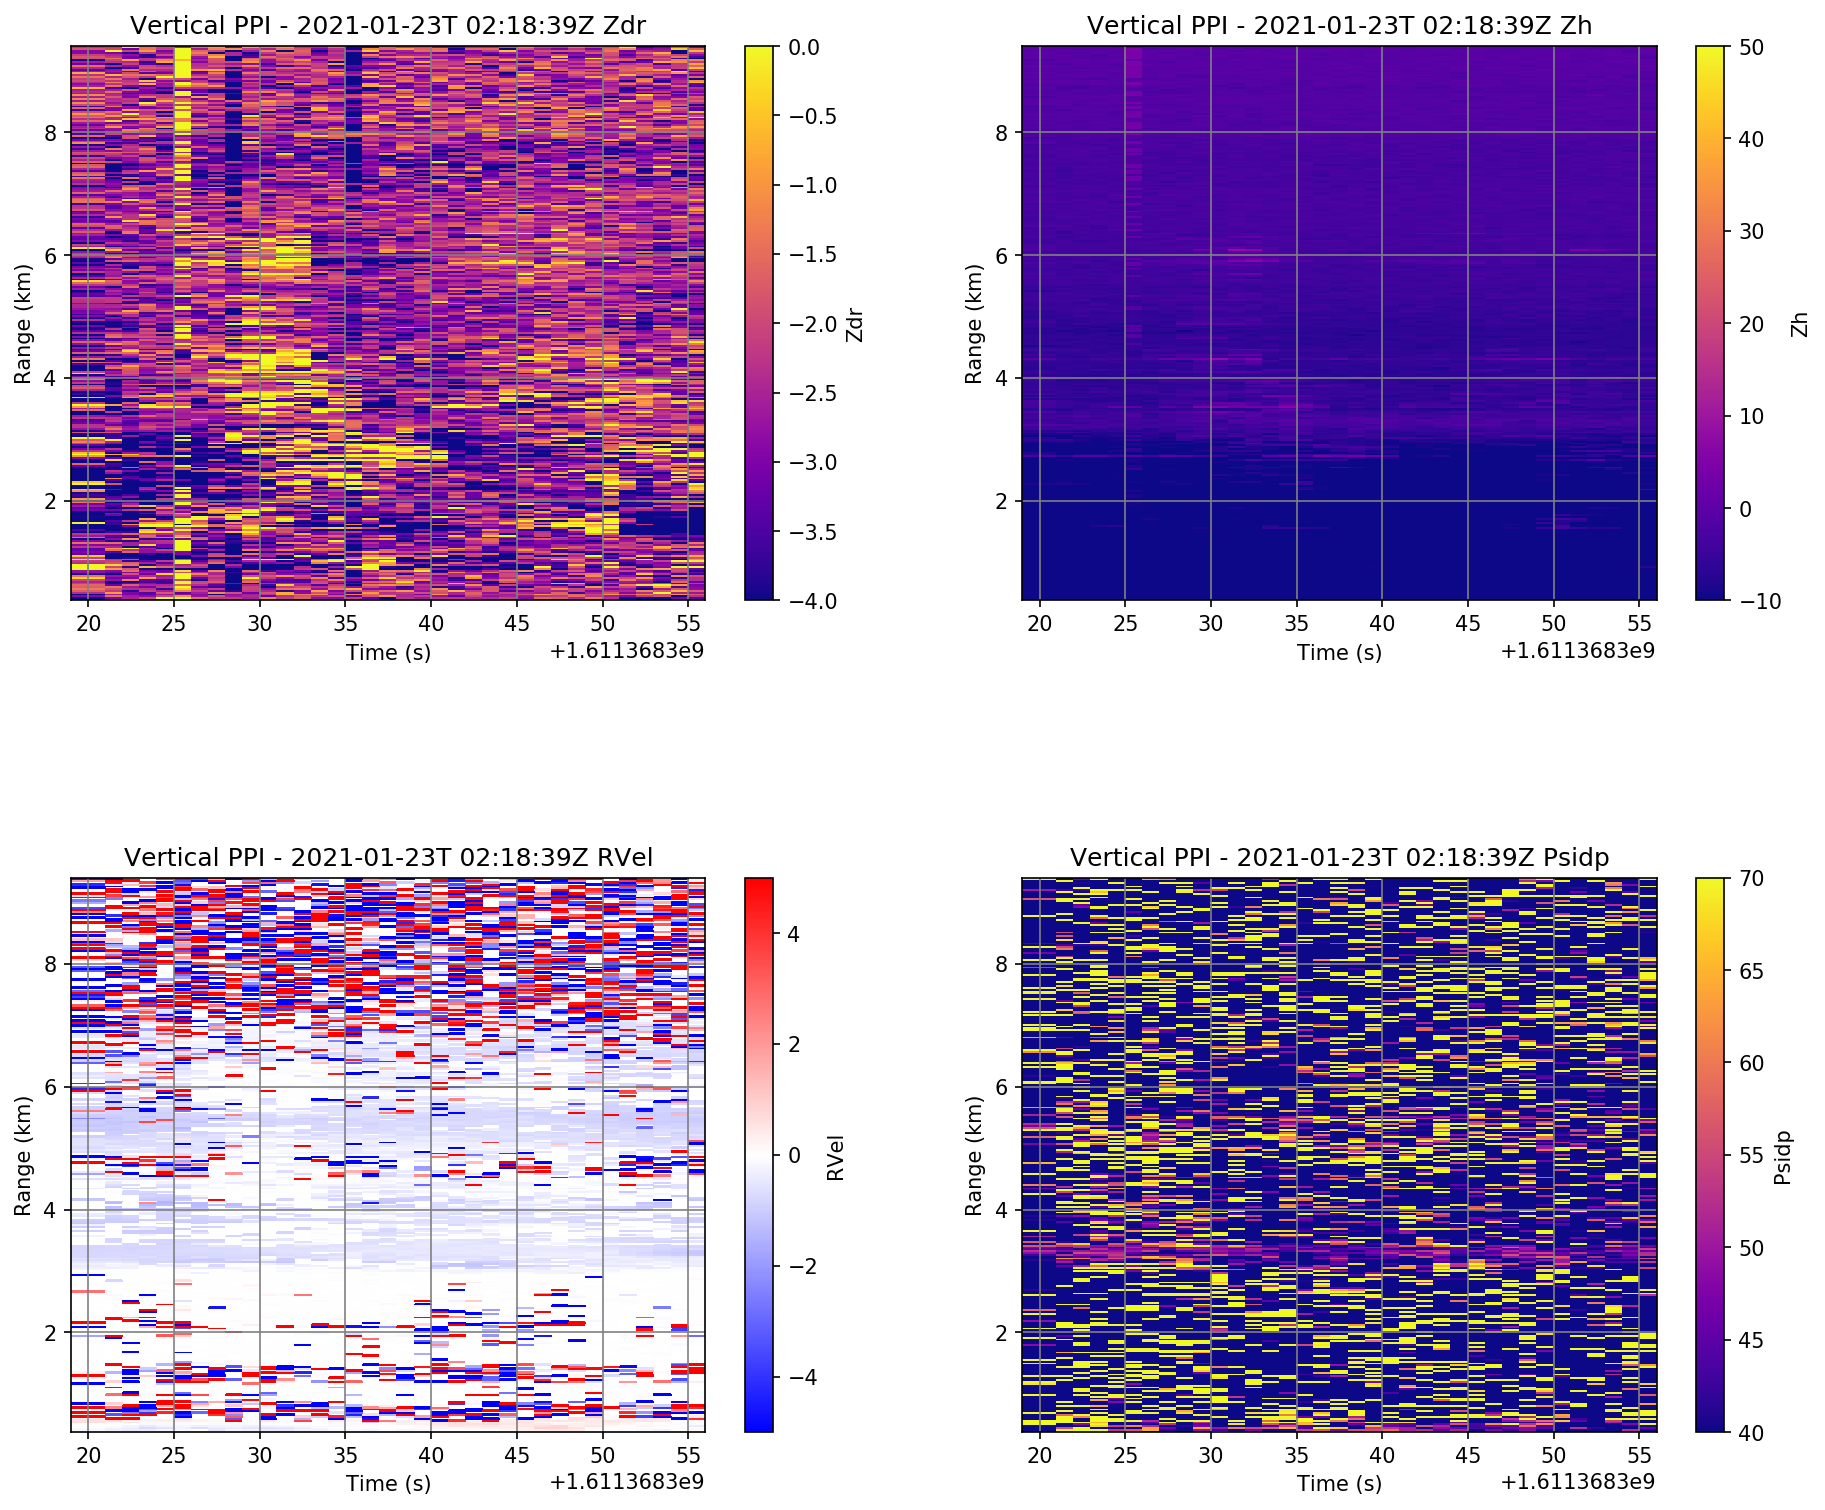 Vertical PPI - 2021-01-23T 02:18:39Z Zdr
8
6
4
2
Range (km)
20 25 30 35 40 45 50 55
Time (s)
+1.6113683e9
0.0
−0.5
−1.0
−1.5
−2.0
−2.5
−3.0
−3.5
−4.0
Zdr
Vertical PPI - 2021-01-23T 02:18:39Z Zh
8
6
4
2
Range (km)
20 25 30 35 40 45 50 55
Time (s)
+1.6113683e9
50
40
30
20
10
0
−10
Zh
Vertical PPI - 2021-01-23T 02:18:39Z RVel
8
6
4
2
Range (km)
20 25 30 35 40 45 50 55
Time (s)
+1.6113683e9
4
2
0
−2
−4
RVel
Vertical PPI - 2021-01-23T 02:18:39Z Psidp
8
6
4
2
Range (km)
20 25 30 35 40 45 50 55
Time (s)
+1.6113683e9
70
65
60
55
50
45
40
Psidp